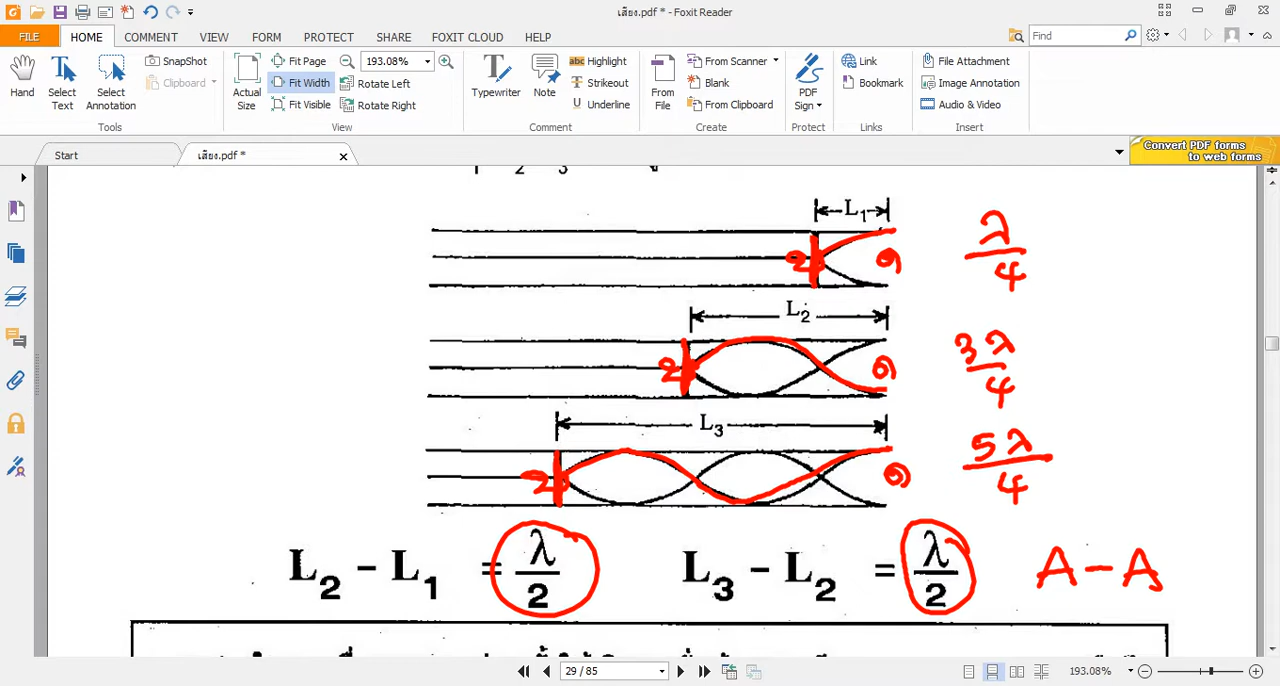 เสียง.pdf * - Foxit Reader
FILE HOME COMMENT VIEW FORM PROTECT SHARE FOXIT CLOUD HELP
Find
Hand
Select Text
Select Annotation
SnapShot
Clipboard
Tools
Actual Size
Fit Page
Fit Width
Fit Visible
193.08%
Rotate Left
Rotate Right
View
Typewriter
Note
Highlight
Strikeout
Underline
Comment
From File
From Scanner
Blank
From Clipboard
Create
PDF Sign
Protect
Link
Bookmark
Links
File Attachment
Image Annotation
Audio & Video
Insert
Start
เสียง.pdf *
Convert PDF forms
to web forms
1 2 3
L₁
λ/4
L₂
3λ/4
L₃
5λ/4
L₂ - L₁ = λ/2 L₃ - L₂ = λ/2 A - A
29 / 85
193.08%